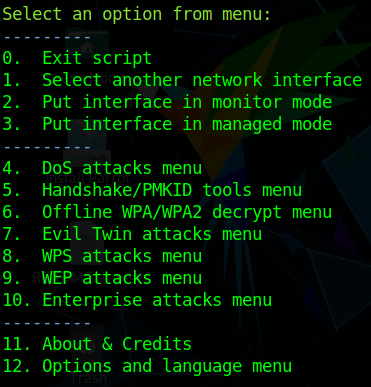 Select an option from menu:
---------
0.  Exit script
1.  Select another network interface
2.  Put interface in monitor mode
3.  Put interface in managed mode
---------
4.  DoS attacks menu
5.  Handshake/PMKID tools menu
6.  Offline WPA/WPA2 decrypt menu
7.  Evil Twin attacks menu
8.  WPS attacks menu
9.  WEP attacks menu
10. Enterprise attacks menu
---------
11. About & Credits
12. Options and language menu
Trash